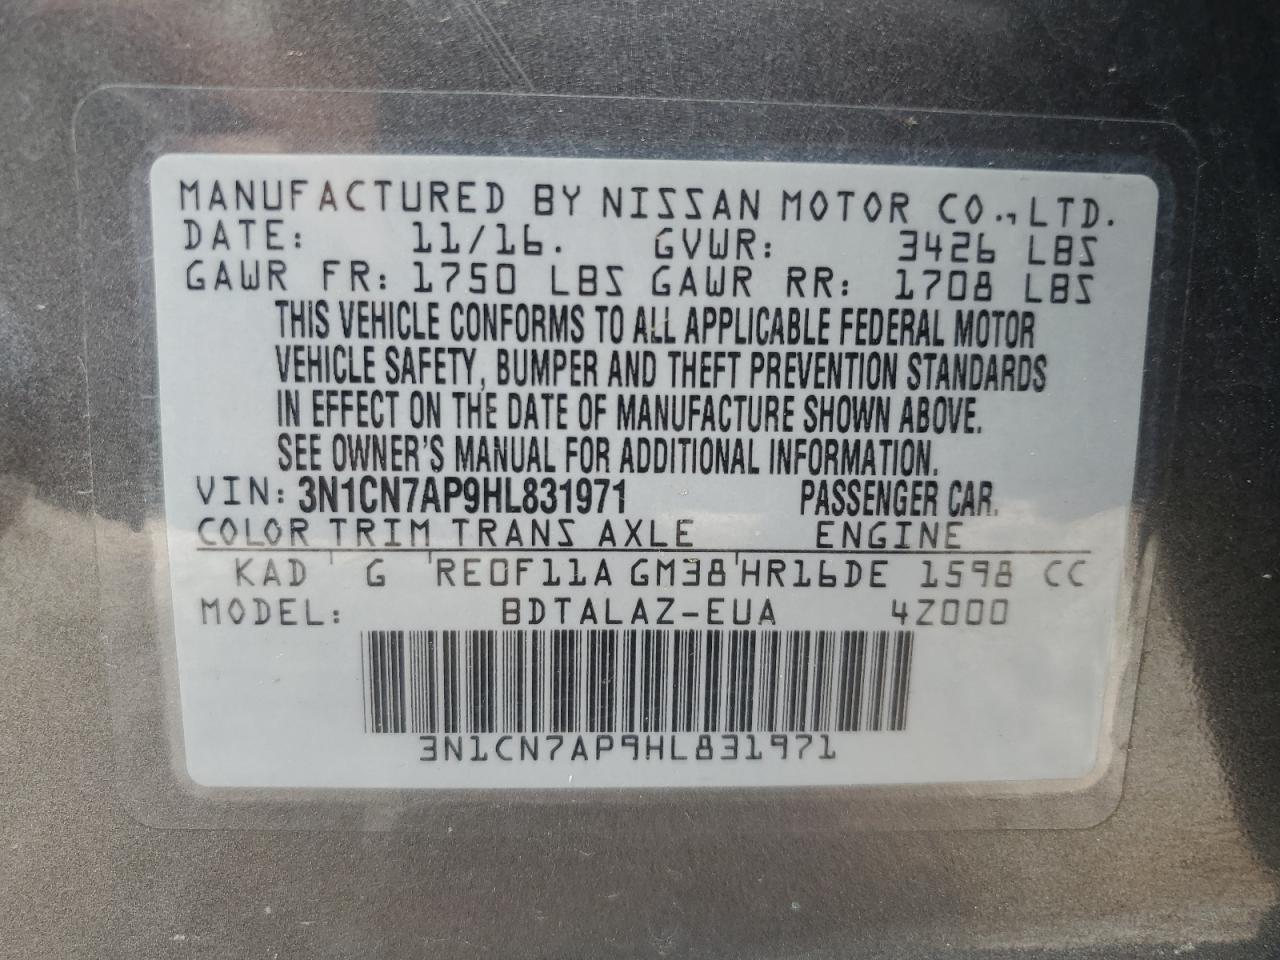 MANUFACTURED BY NISSAN MOTOR CO.,LTD.
DATE: 11/16. GVWR: 3426 LBS
GAWR FR: 1750 LBS GAWR RR: 1708 LBS
THIS VEHICLE CONFORMS TO ALL APPLICABLE FEDERAL MOTOR
VEHICLE SAFETY, BUMPER AND THEFT PREVENTION STANDARDS
IN EFFECT ON THE DATE OF MANUFACTURE SHOWN ABOVE.
SEE OWNER'S MANUAL FOR ADDITIONAL INFORMATION.
VIN: 3N1CN7AP9HL831971 PASSENGER CAR.
COLOR TRIM TRANS AXLE ENGINE
KAD G RE0F11A GM38 HR16DE 1598 CC
MODEL: BDTALAZ-EUA 4Z000
3N1CN7AP9HL831971